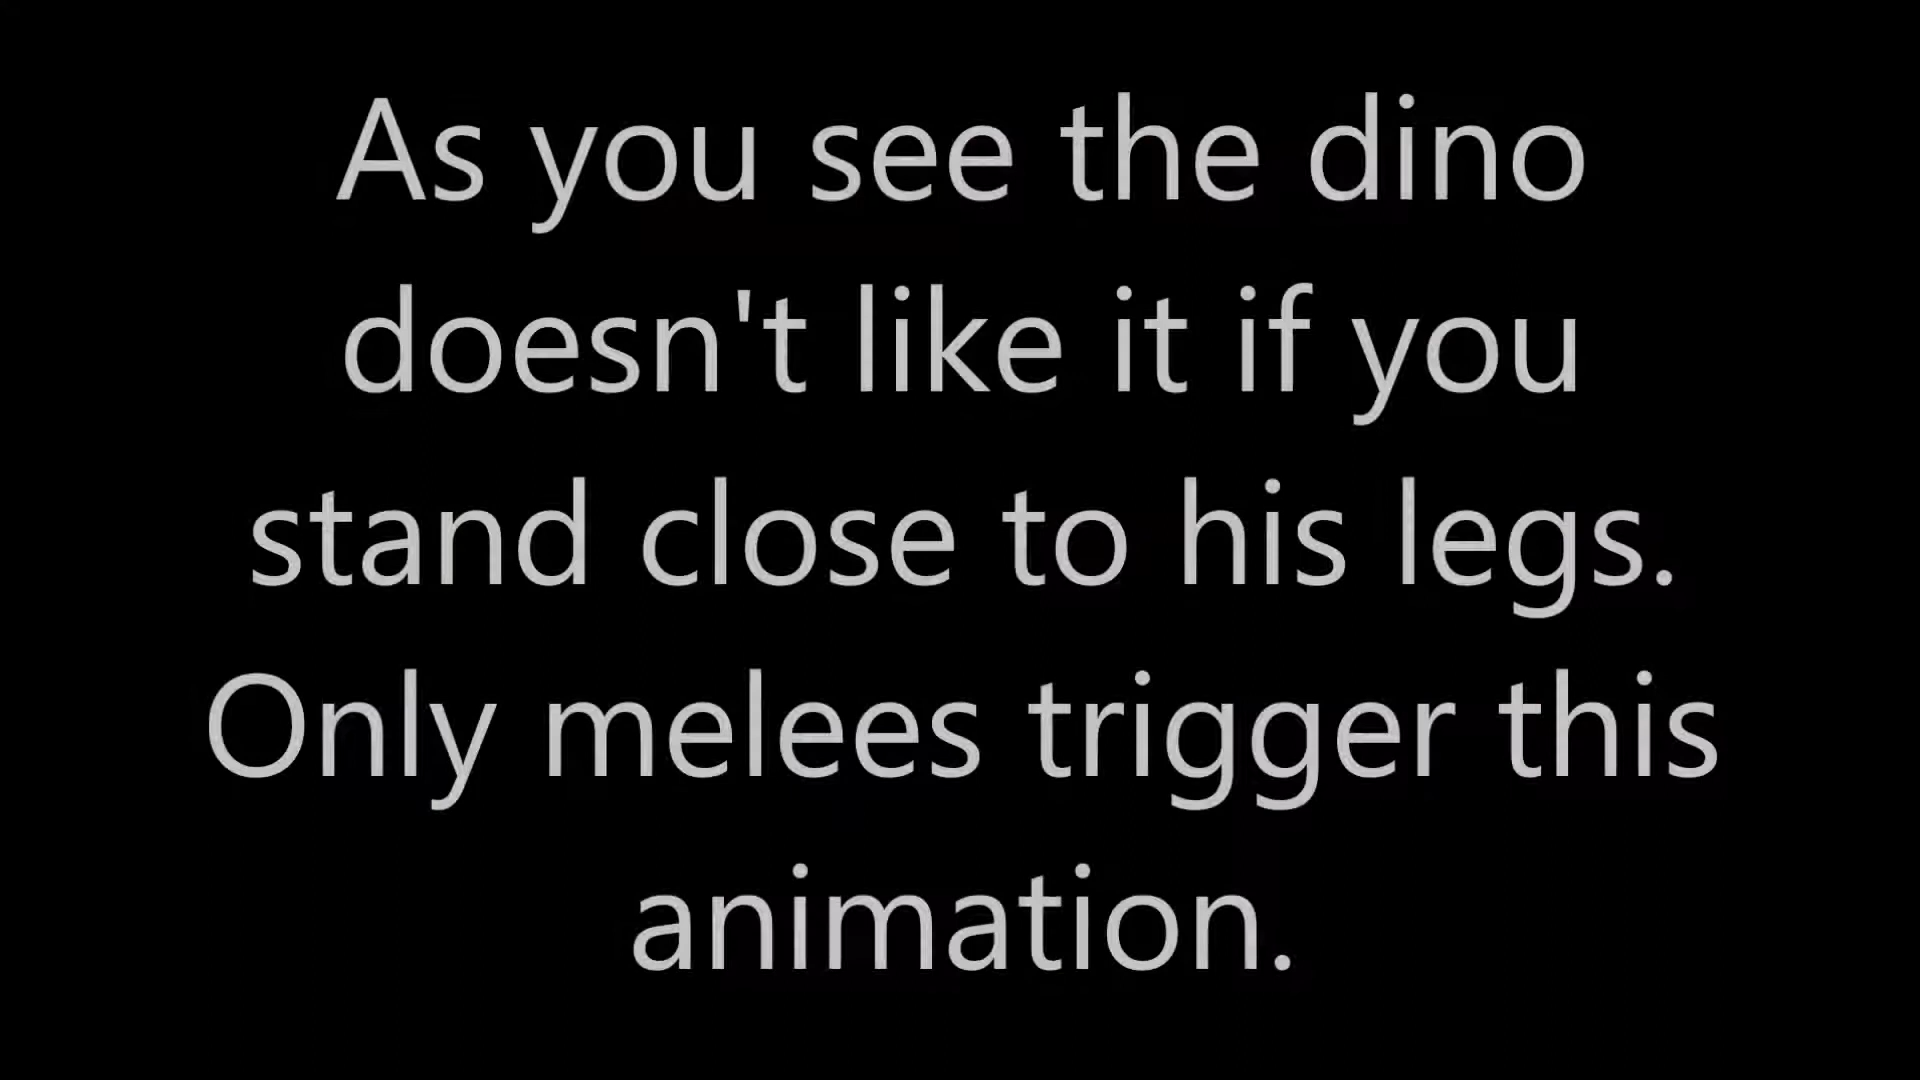 As you see the dino
doesn't like it if you
stand close to his legs.
Only melees trigger this
animation.